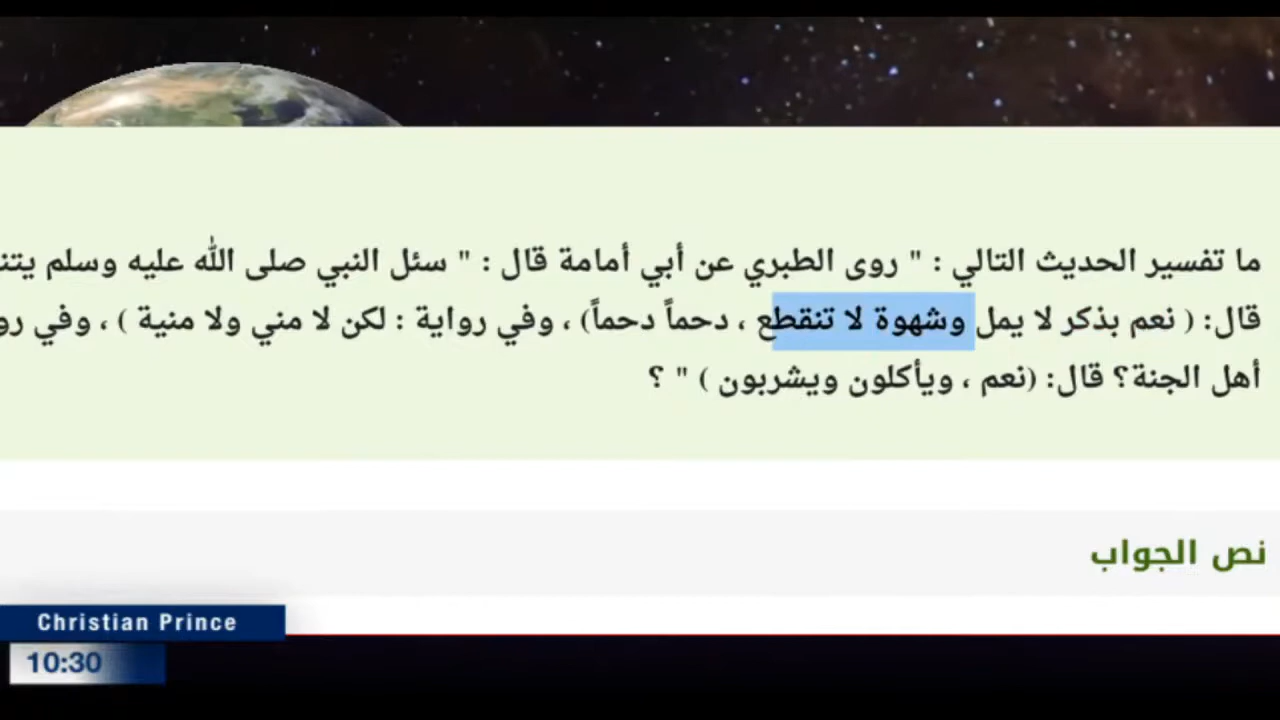 ما تفسير الحديث التالي : " روى الطبري عن أبي أمامة قال : " سئل النبي صلى الله عليه وسلم
قال: ( نعم بذكر لا يمل وشهوة لا تنقطع ، دحماً دحماً) ، وفي رواية : لكن لا مني ولا منية ) ، وفي
أهل الجنة؟ قال: (نعم ، ويأكلون ويشربون ) " ؟
نص الجواب
Christian Prince
10:30